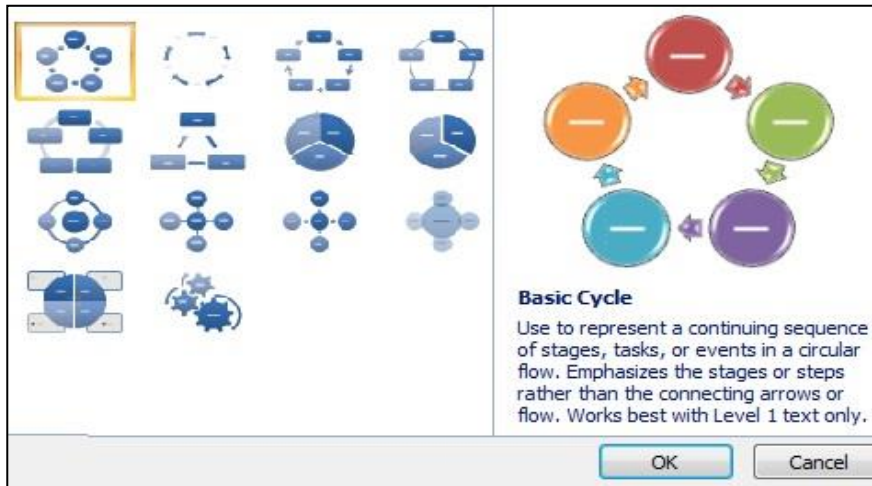 Basic Cycle
Use to represent a continuing sequence
of stages, tasks, or events in a circular
flow. Emphasizes the stages or steps
rather than the connecting arrows or
flow. Works best with Level 1 text only.
OK
Cancel